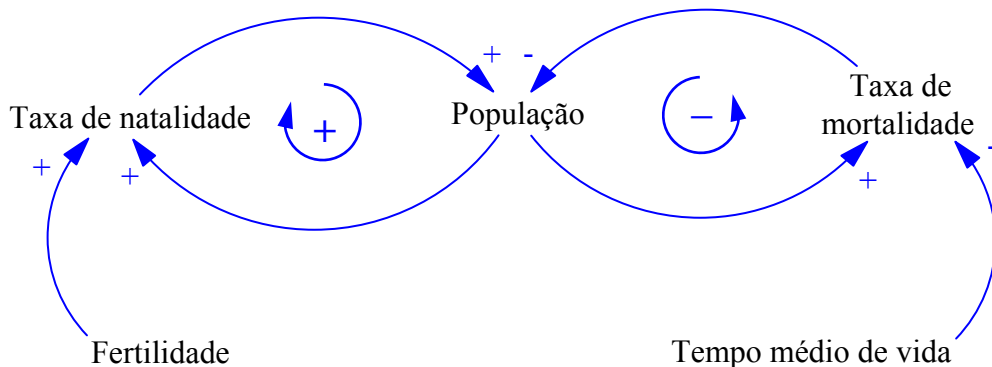 + -
Taxa de natalidade
+
População
−
Taxa de
mortalidade
+
+
+
-
Fertilidade
Tempo médio de vida